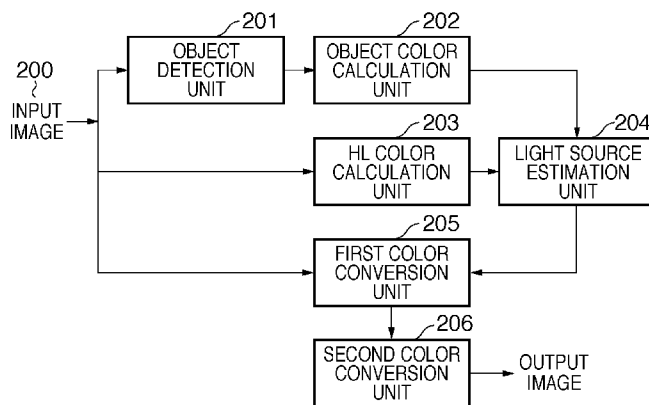 200
INPUT
IMAGE
201
OBJECT
DETECTION
UNIT
202
OBJECT COLOR
CALCULATION
UNIT
203
HL COLOR
CALCULATION
UNIT
204
LIGHT SOURCE
ESTIMATION
UNIT
205
FIRST COLOR
CONVERSION
UNIT
206
SECOND COLOR
CONVERSION
UNIT
OUTPUT
IMAGE